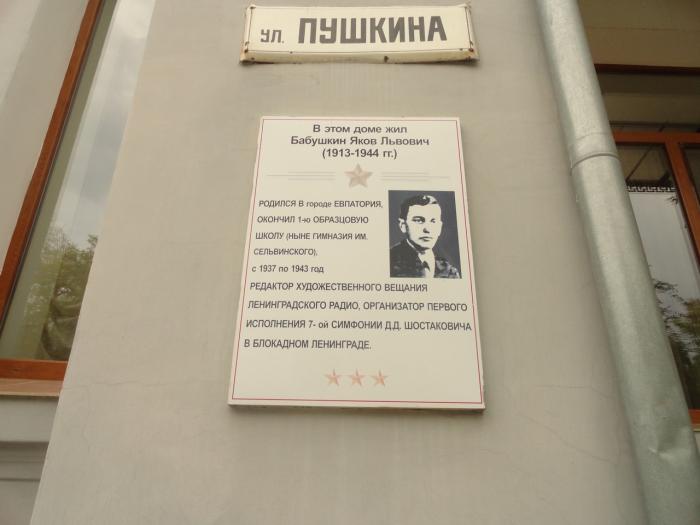 ул. ПУШКИНА
В этом доме жил
Бабушкин Яков Львович
(1913-1944 гг.)
РОДИЛСЯ В городе ЕВПАТОРИЯ,
ОКОНЧИЛ 1-ю ОБРАЗЦОВУЮ
ШКОЛУ (НЫНЕ ГИМНАЗИЯ ИМ.
СЕЛЬВИНСКОГО),
с 1937 по 1943 год
РЕДАКТОР ХУДОЖЕСТВЕННОГО ВЕЩАНИЯ
ЛЕНИНГРАДСКОГО РАДИО, ОРГАНИЗАТОР ПЕРВОГО
ИСПОЛНЕНИЯ 7- ой СИМФОНИИ Д.Д. ШОСТАКОВИЧА
В БЛОКАДНОМ ЛЕНИНГРАДЕ.